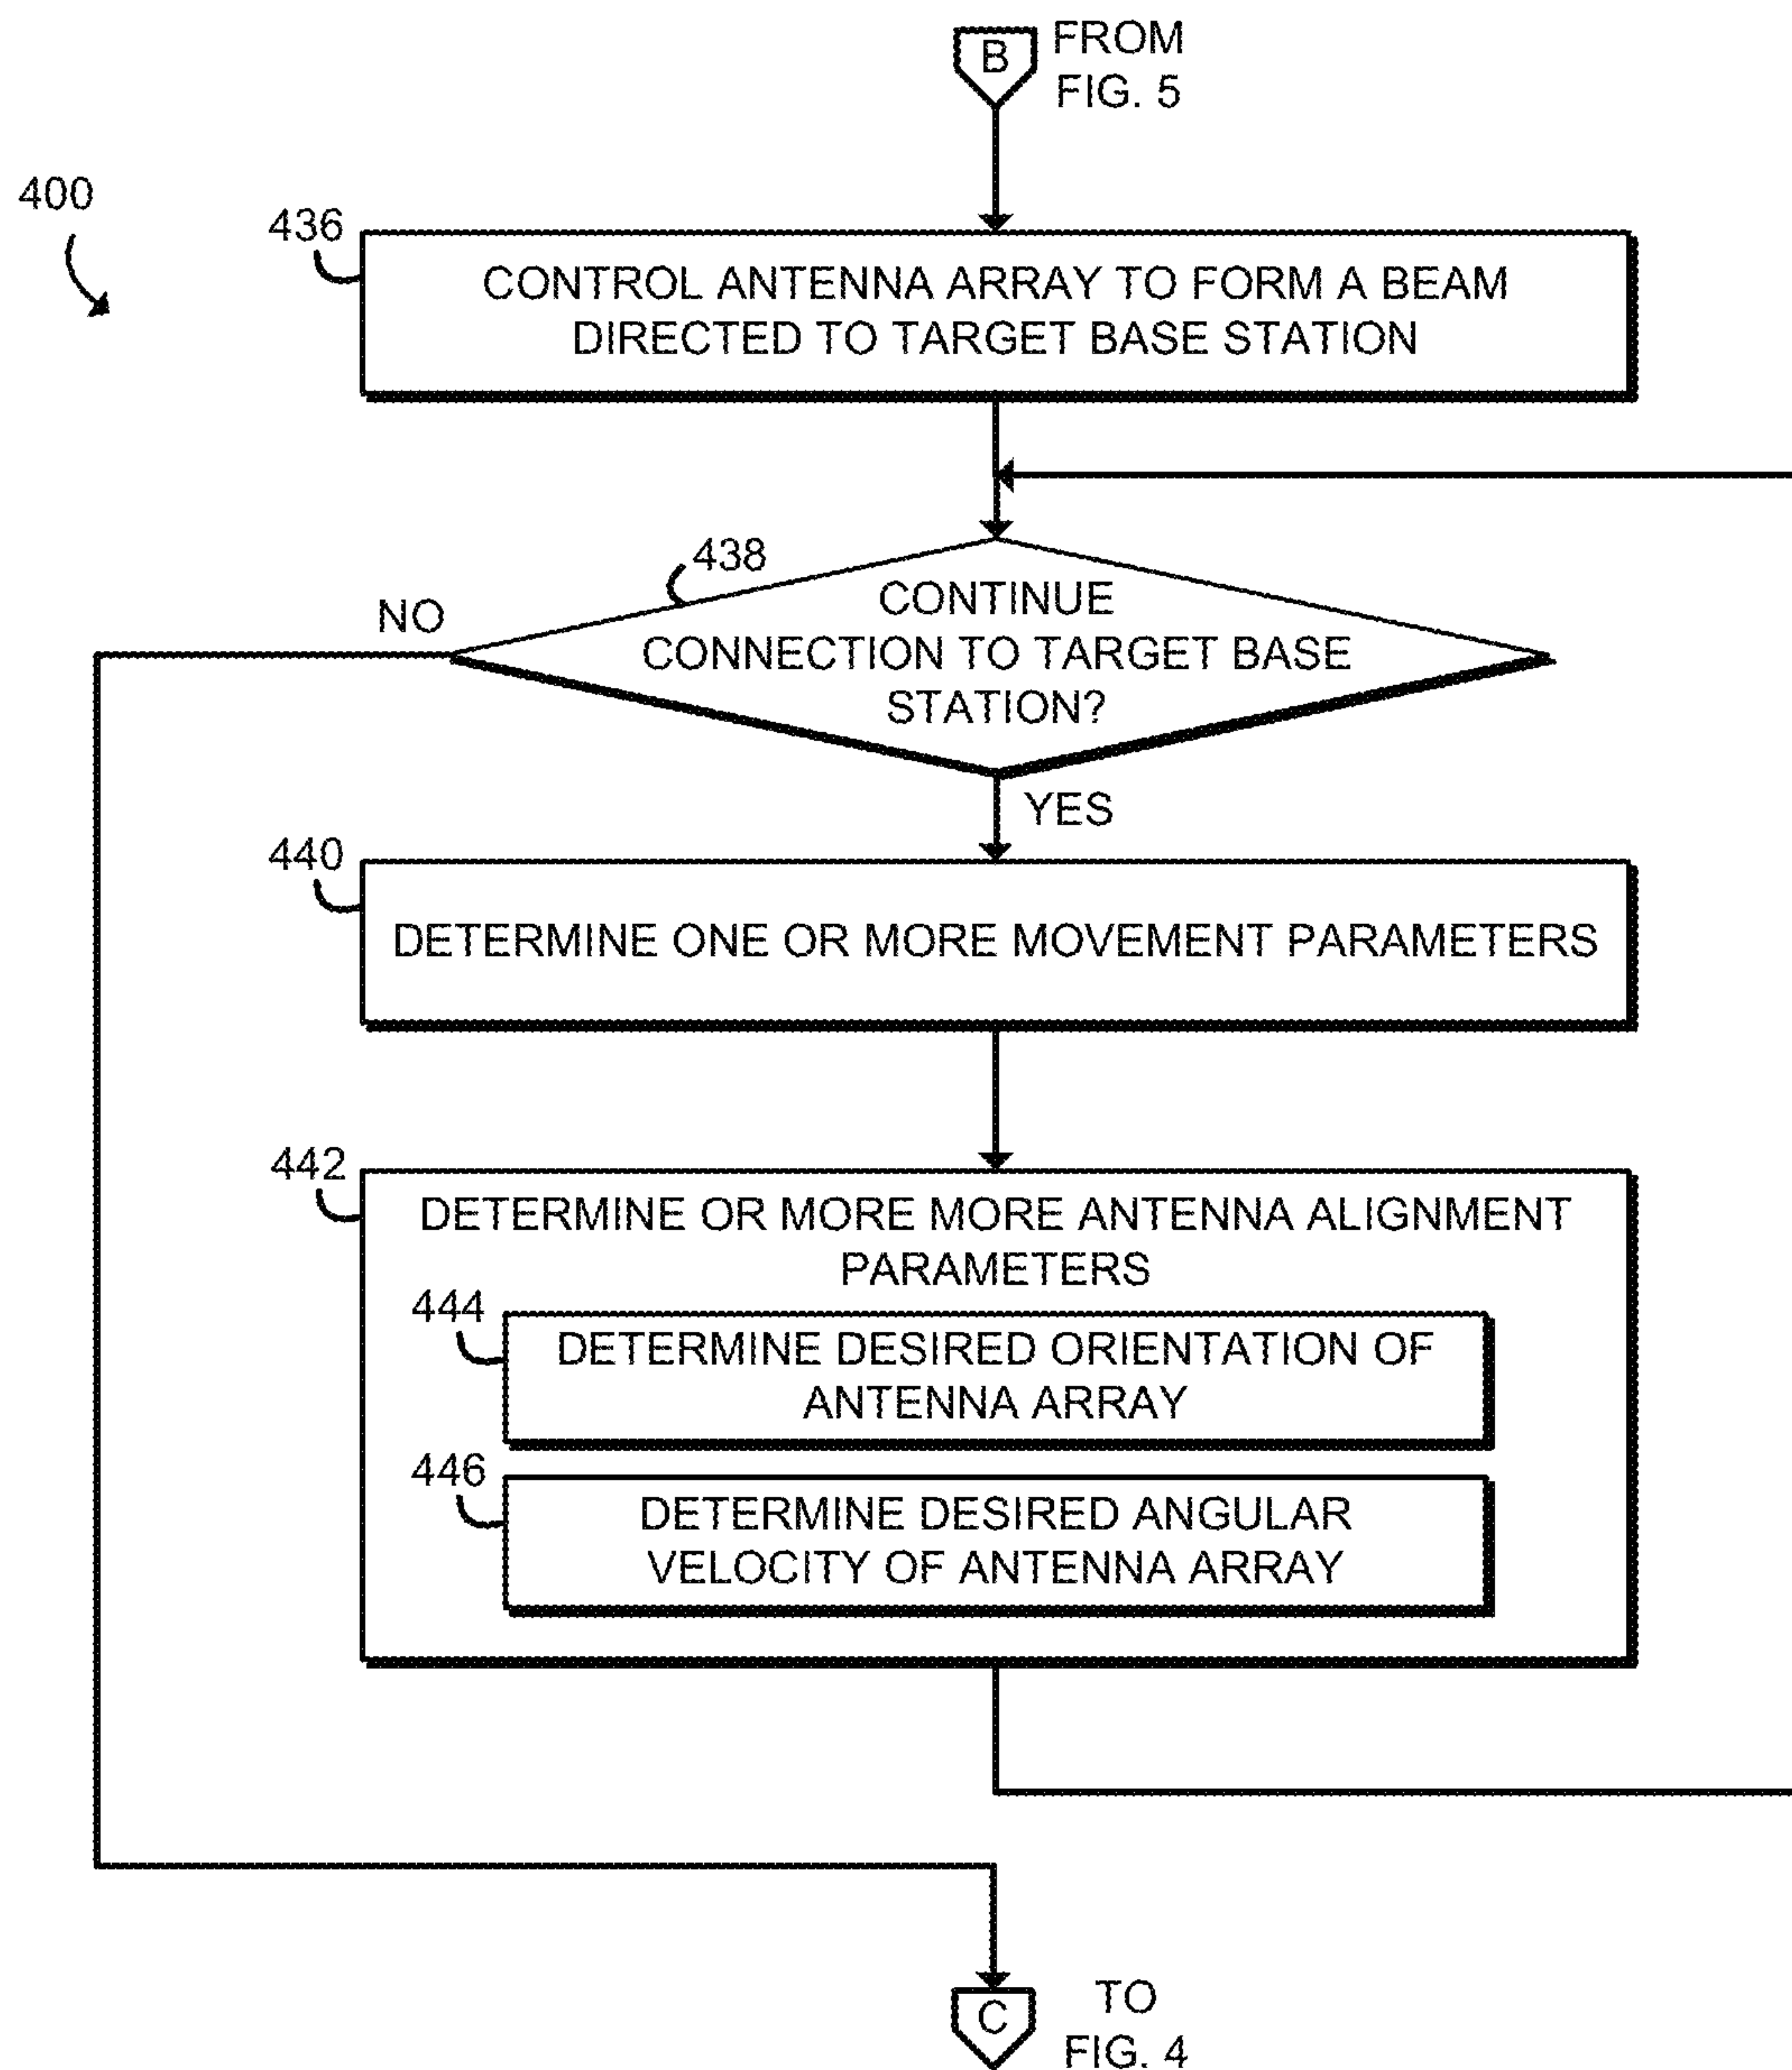 B
FROM
FIG. 5
400
436
CONTROL ANTENNA ARRAY TO FORM A BEAM
DIRECTED TO TARGET BASE STATION
438
NO
CONTINUE
CONNECTION TO TARGET BASE
STATION?
YES
440
DETERMINE ONE OR MORE MOVEMENT PARAMETERS
442
DETERMINE OR MORE MORE ANTENNA ALIGNMENT
PARAMETERS
444
DETERMINE DESIRED ORIENTATION OF
ANTENNA ARRAY
446
DETERMINE DESIRED ANGULAR
VELOCITY OF ANTENNA ARRAY
C
TO
FIG. 4